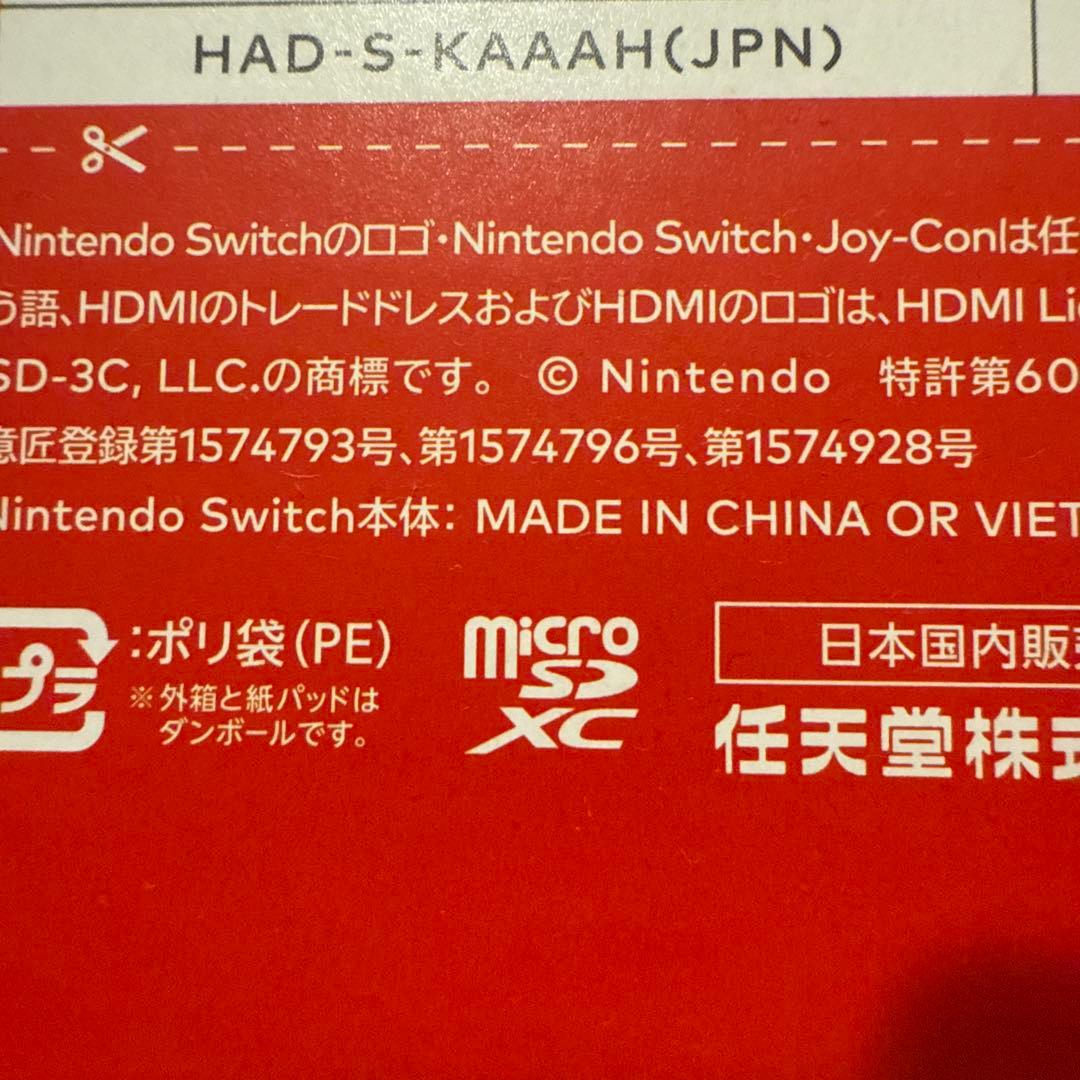 HAD-S-KAAAH(JPN)
Nintendo Switchのロゴ・Nintendo Switch・Joy-Conは任
う語、HDMIのトレードドレスおよびHDMIのロゴは、HDMI Li
SD-3C, LLC.の商標です。 © Nintendo 特許第60
意匠登録第1574793号、第1574796号、第1574928号
Nintendo Switch本体： MADE IN CHINA OR VIET
プラ
:ポリ袋(PE)
※外箱と紙パッドは
ダンボールです。
micro
SD
XC
日本国内販売
任天堂株式